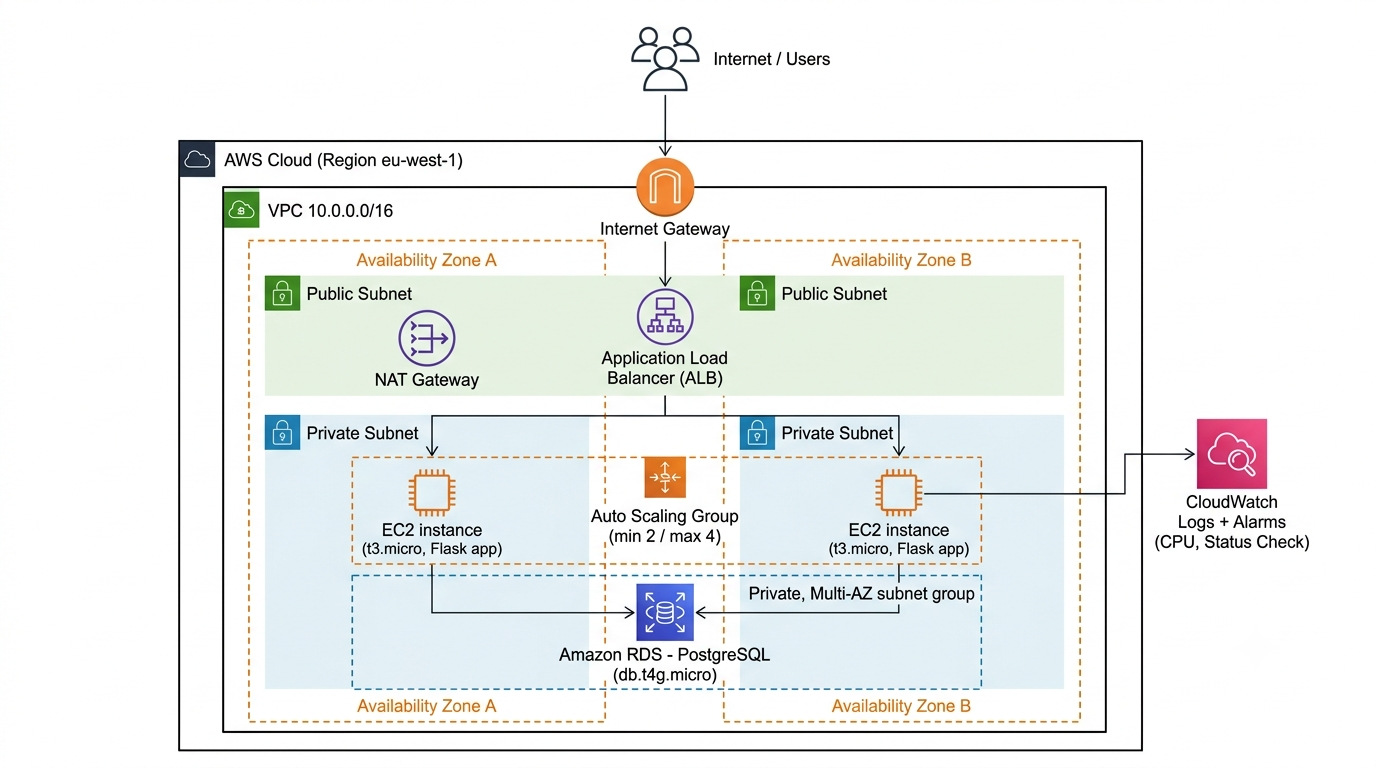 Internet / Users
AWS Cloud (Region eu-west-1)
VPC 10.0.0.0/16
Internet Gateway
Availability Zone A
Availability Zone B
Public Subnet
Public Subnet
NAT Gateway
Application Load
Balancer (ALB)
Private Subnet
Private Subnet
EC2 instance
(t3.micro, Flask app)
Auto Scaling Group
(min 2 / max 4)
EC2 instance
(t3.micro, Flask app)
CloudWatch
Logs + Alarms
(CPU, Status Check)
Private, Multi-AZ subnet group
Amazon RDS - PostgreSQL
(db.t4g.micro)
Availability Zone A
Availability Zone B